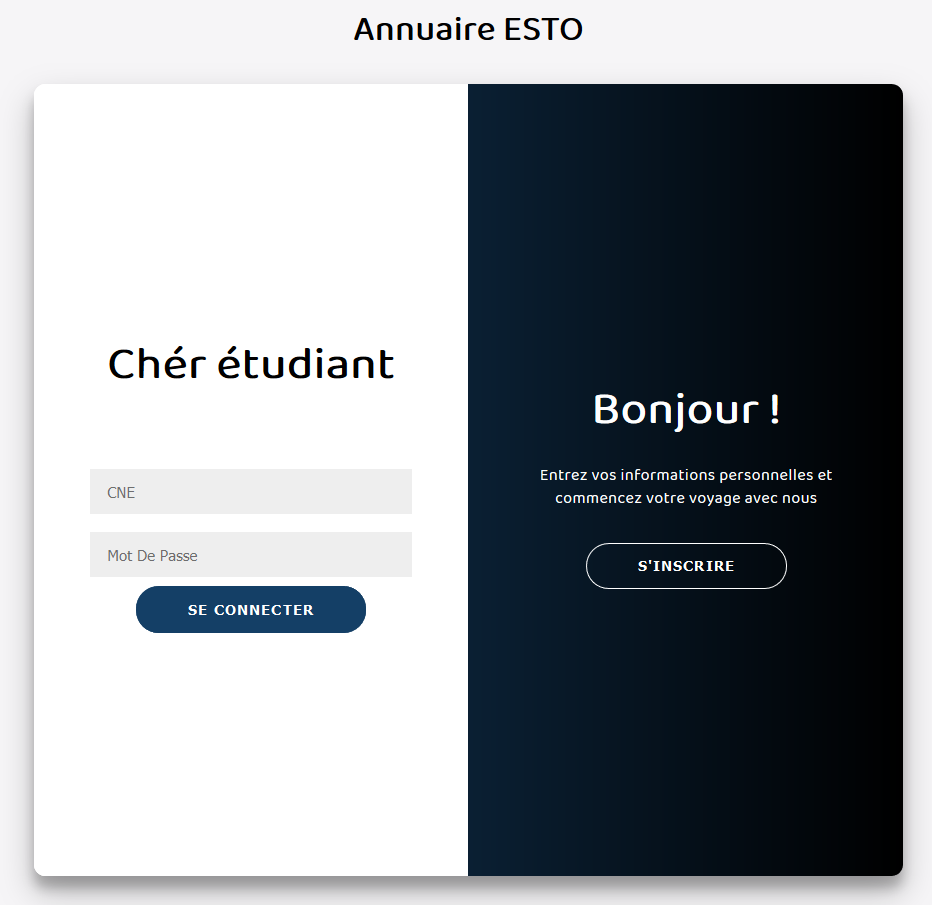 Annuaire ESTO
Chér étudiant
CNE
Mot De Passe
SE CONNECTER
Bonjour !
Entrez vos informations personnelles et
commencez votre voyage avec nous
S'INSCRIRE